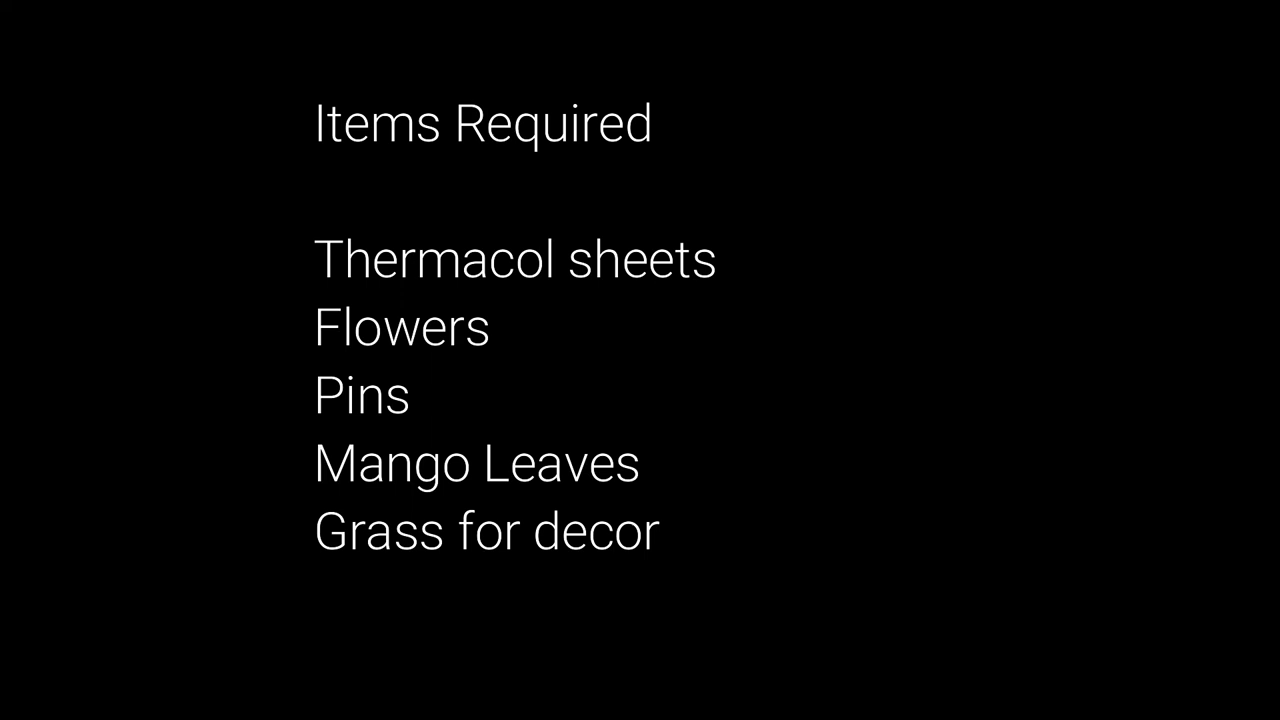 Items Required
Thermacol sheets
Flowers
Pins
Mango Leaves
Grass for decor